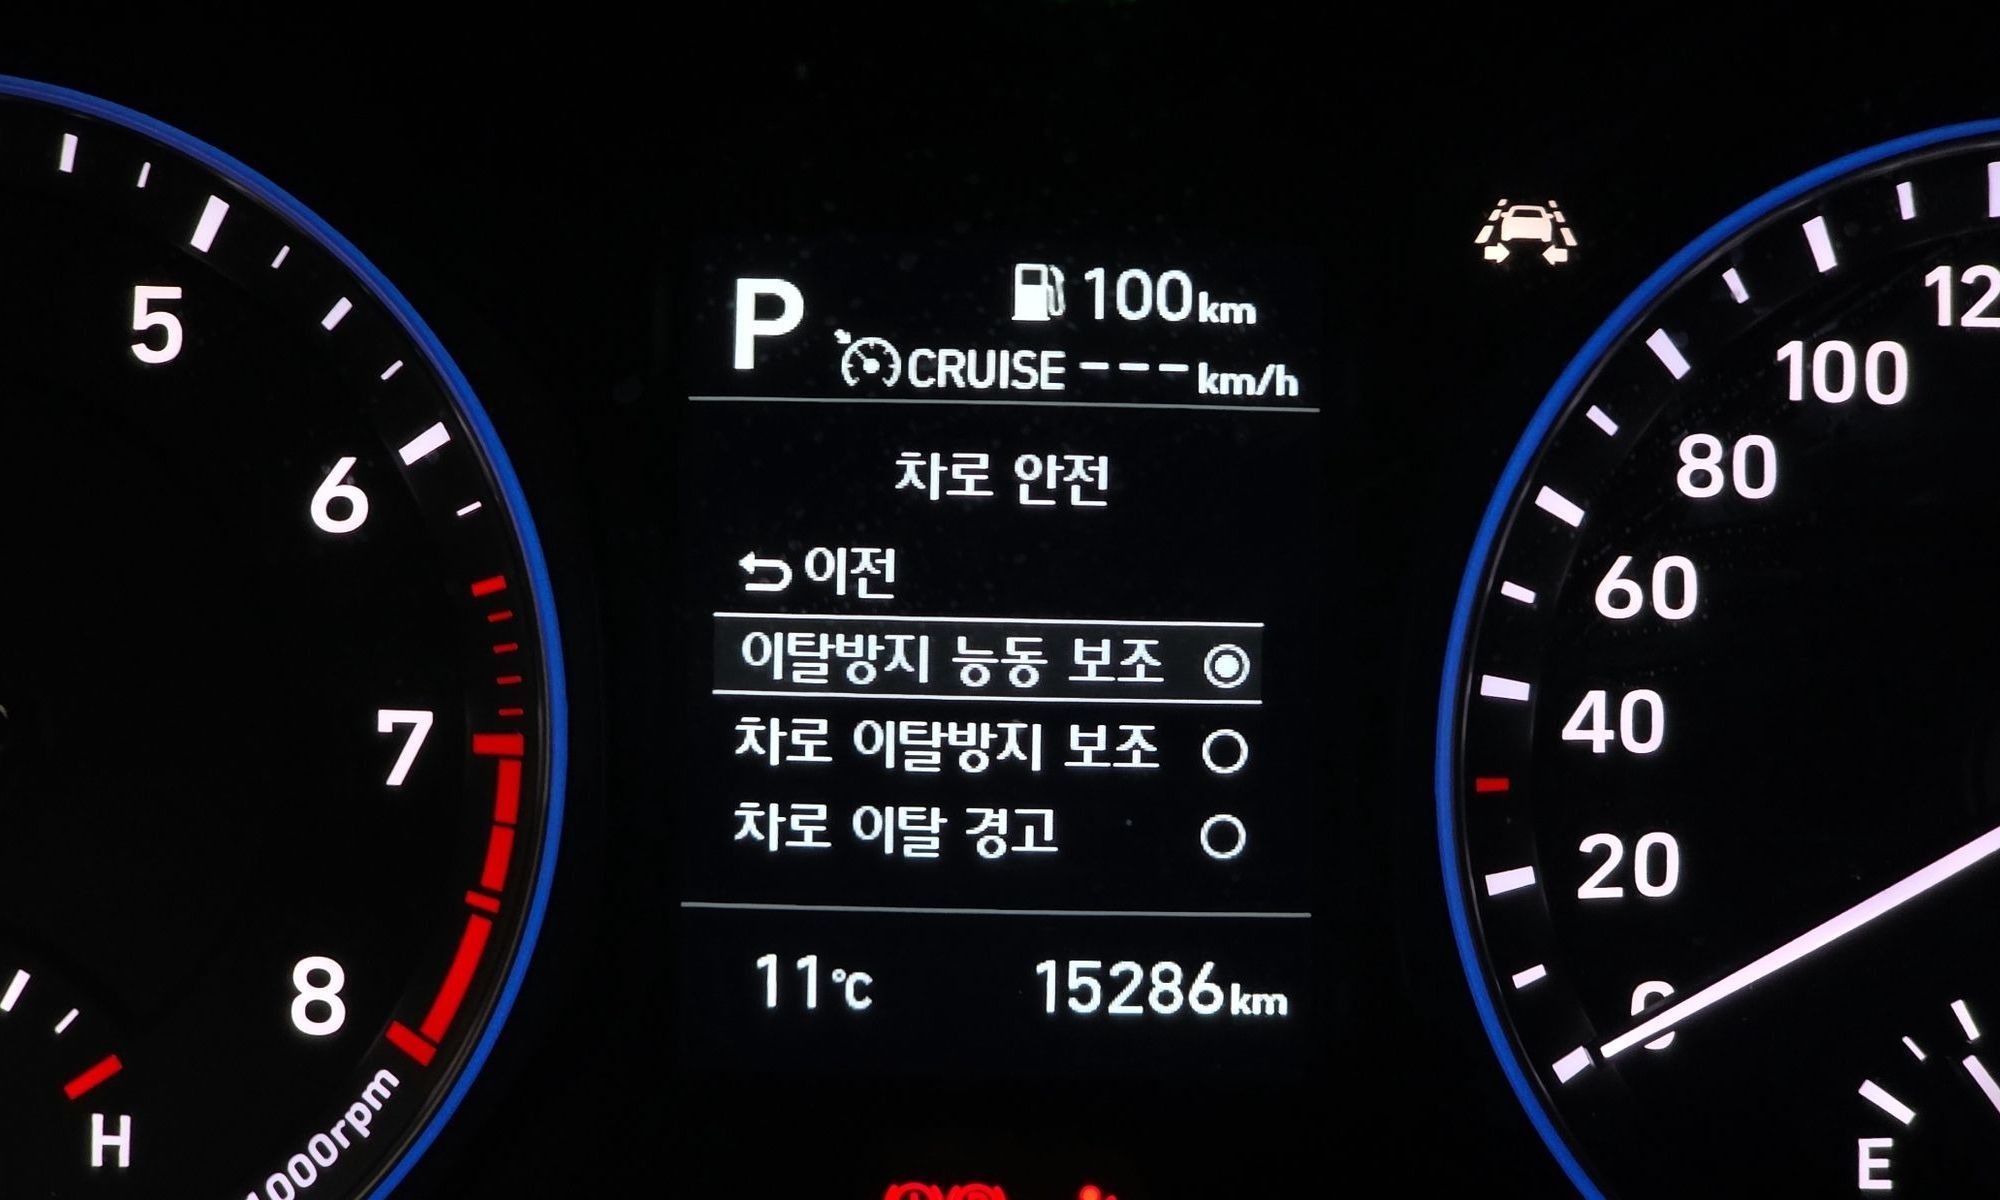 5
6
7
8
H
1000rpm
P
100km
CRUISE ---km/h
차로 안전
이전
이탈방지 능동 보조
차로 이탈방지 보조
차로 이탈 경고
11℃ 15286km
100
80
60
40
20
0
E